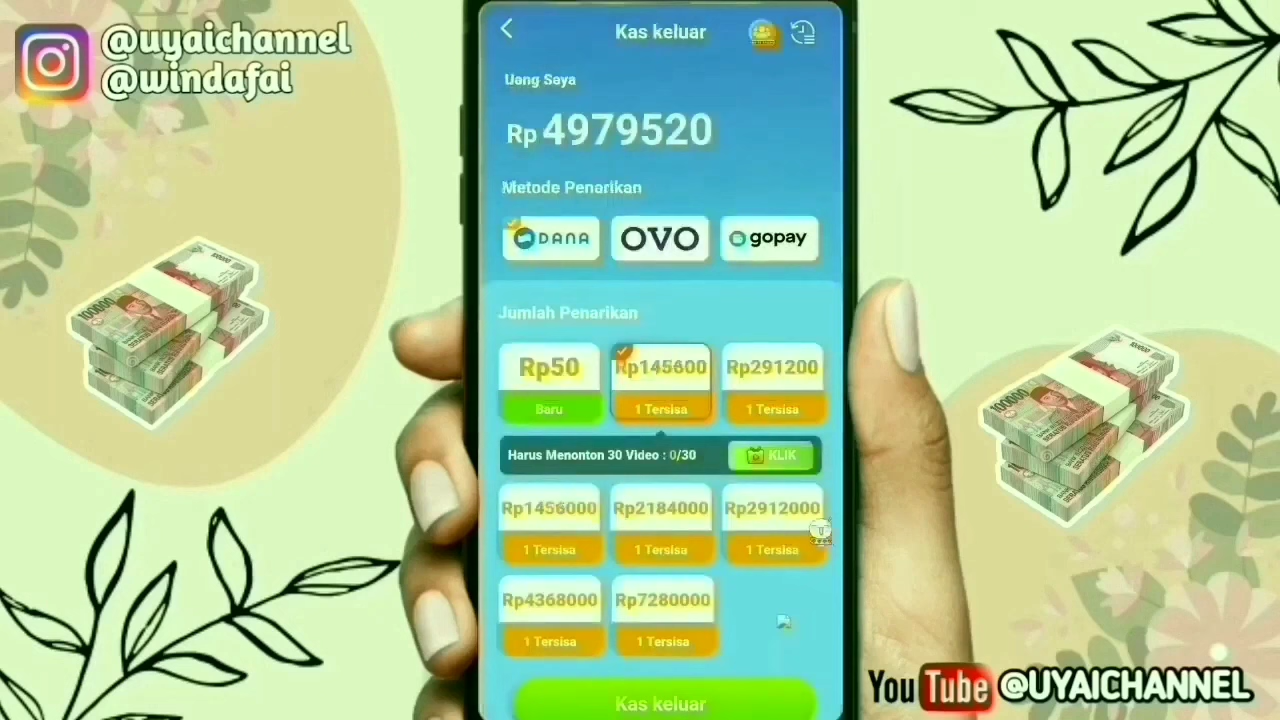 @uyaichannel
@windafai
Kas keluar
Uang Saya
Rp 4979520
Metode Penarikan
DANA OVO gopay
Jumlah Penarikan
Rp50 Rp145600 Rp291200
Baru 1 Tersisa 1 Tersisa
Harus Menonton 30 Video : 0/30 KLIK
Rp1456000 Rp2184000 Rp2912000
1 Tersisa 1 Tersisa 1 Tersisa
Rp4368000 Rp7280000
1 Tersisa 1 Tersisa
Kas keluar
100000
100000
YouTube @UYAICHANNEL